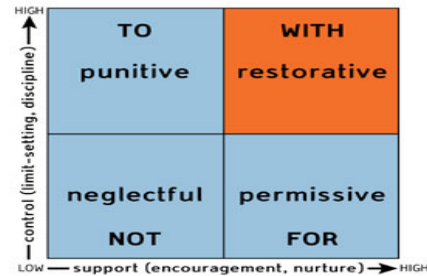 HIGH
control (limit-setting, discipline)
TO
punitive
WITH
restorative
neglectful
NOT
permissive
FOR
LOW
support (encouragement, nurture)
HIGH